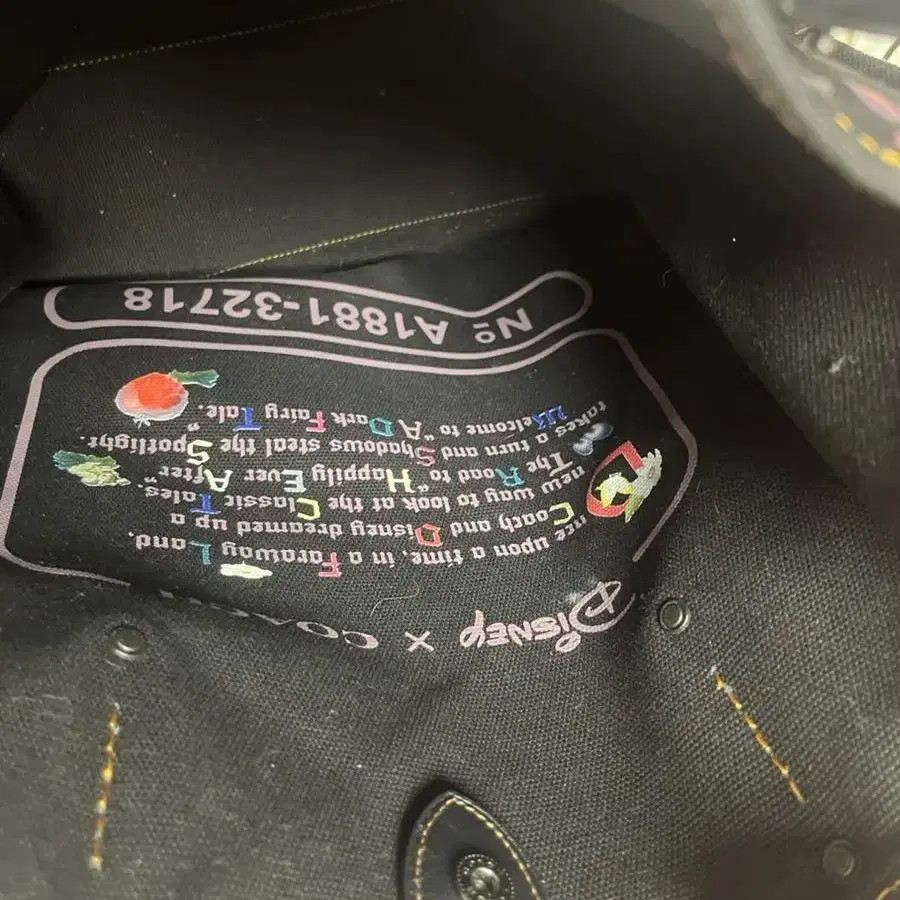 Disney X COACH
Once upon a time, in a Faraway Land.
Coach and Disney dreamed up a
new way to look at the Classic Tales.
The Road to "Happily Ever After"
takes a turn and Shadows steal the Spotlight.
Welcome to "A Dark Fairy Tale."
Nº A1881-32718